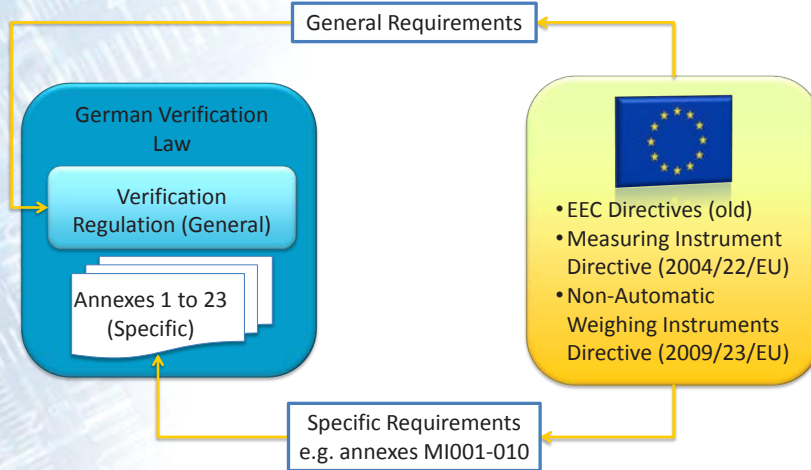 General Requirements
German Verification
Law
Verification
Regulation (General)
Annexes 1 to 23
(Specific)
• EEC Directives (old)
• Measuring Instrument
Directive (2004/22/EU)
• Non-Automatic
Weighing Instruments
Directive (2009/23/EU)
Specific Requirements
e.g. annexes MI001-010